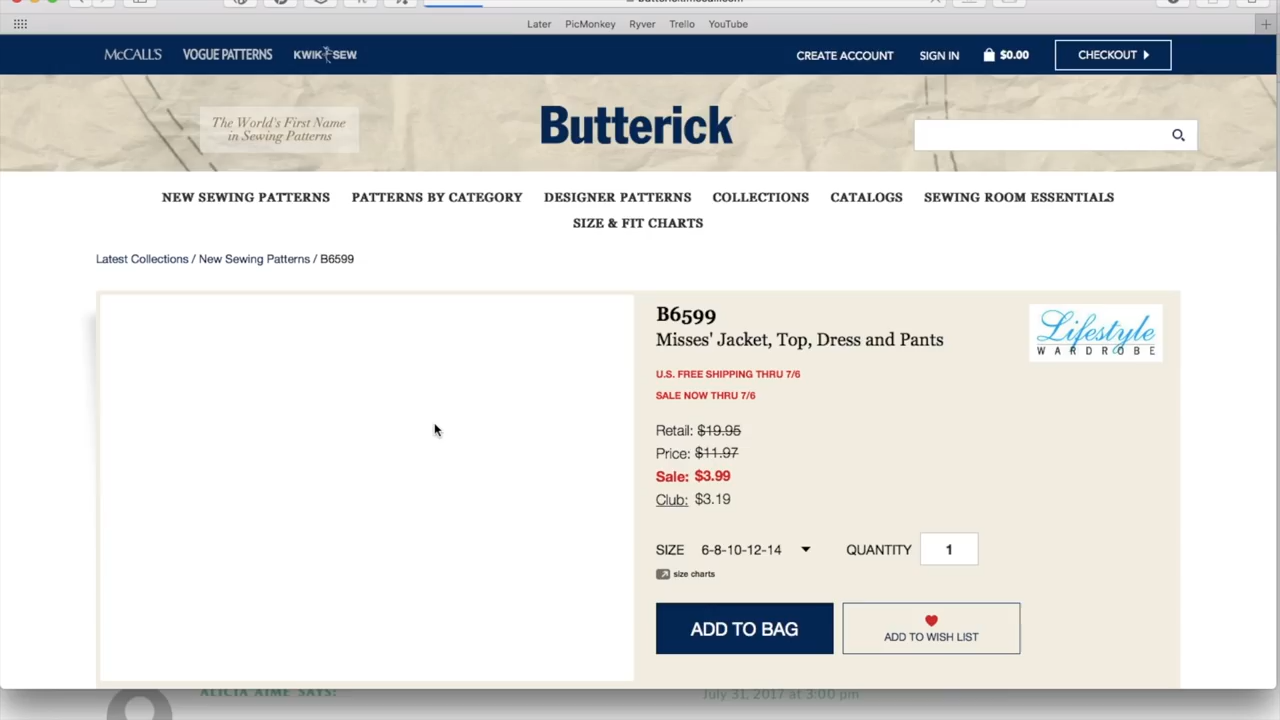 Later PicMonkey Ryver Trello YouTube
McCALL'S VOGUE PATTERNS KWIK SEW CREATE ACCOUNT SIGN IN $0.00 CHECKOUT
The World's First Name
in Sewing Patterns
Butterick
NEW SEWING PATTERNS PATTERNS BY CATEGORY DESIGNER PATTERNS COLLECTIONS CATALOGS SEWING ROOM ESSENTIALS
SIZE & FIT CHARTS
Latest Collections / New Sewing Patterns / B6599
B6599
Misses' Jacket, Top, Dress and Pants
Lifestyle
WARDROBE
U.S. FREE SHIPPING THRU 7/6
SALE NOW THRU 7/6
Retail: $19.95
Price: $11.97
Sale: $3.99
Club: $3.19
SIZE 6-8-10-12-14 QUANTITY 1
size charts
ADD TO BAG
ADD TO WISH LIST
ALICIA AIME SAYS:
July 31, 2017 at 3:00 pm